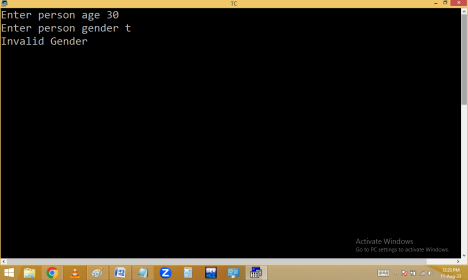 TC
Enter person age 30
Enter person gender t
Invalid Gender
Activate Windows
Go to PC settings to activate Windows.